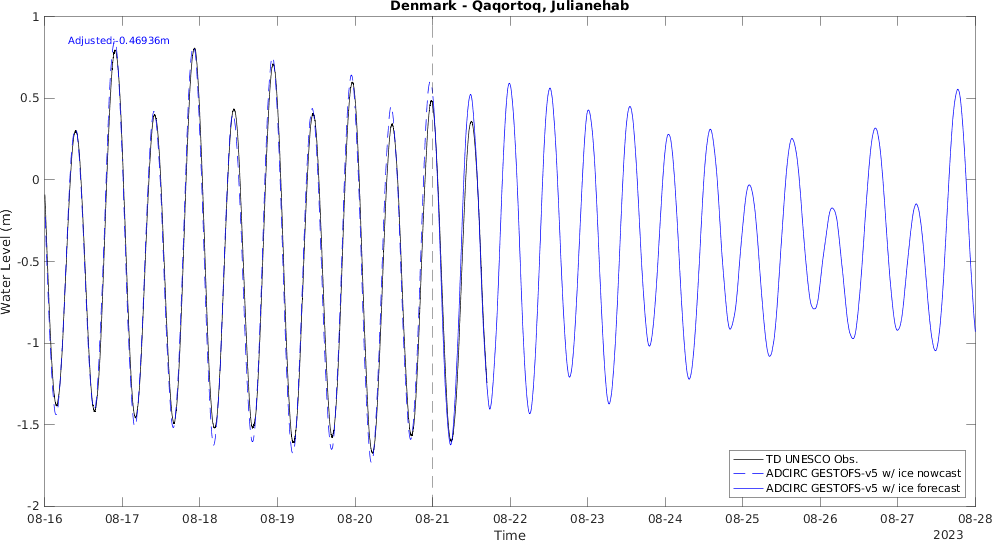 Denmark - Qaqortoq, Julianehab
Adjusted:-0.46936m
1
0.5
0
-0.5
-1
-1.5
-2
Water Level (m)
TD UNESCO Obs.
ADCIRC GESTOFS-v5 w/ ice nowcast
ADCIRC GESTOFS-v5 w/ ice forecast
08-16 08-17 08-18 08-19 08-20 08-21 08-22 08-23 08-24 08-25 08-26 08-27 08-28
Time
2023